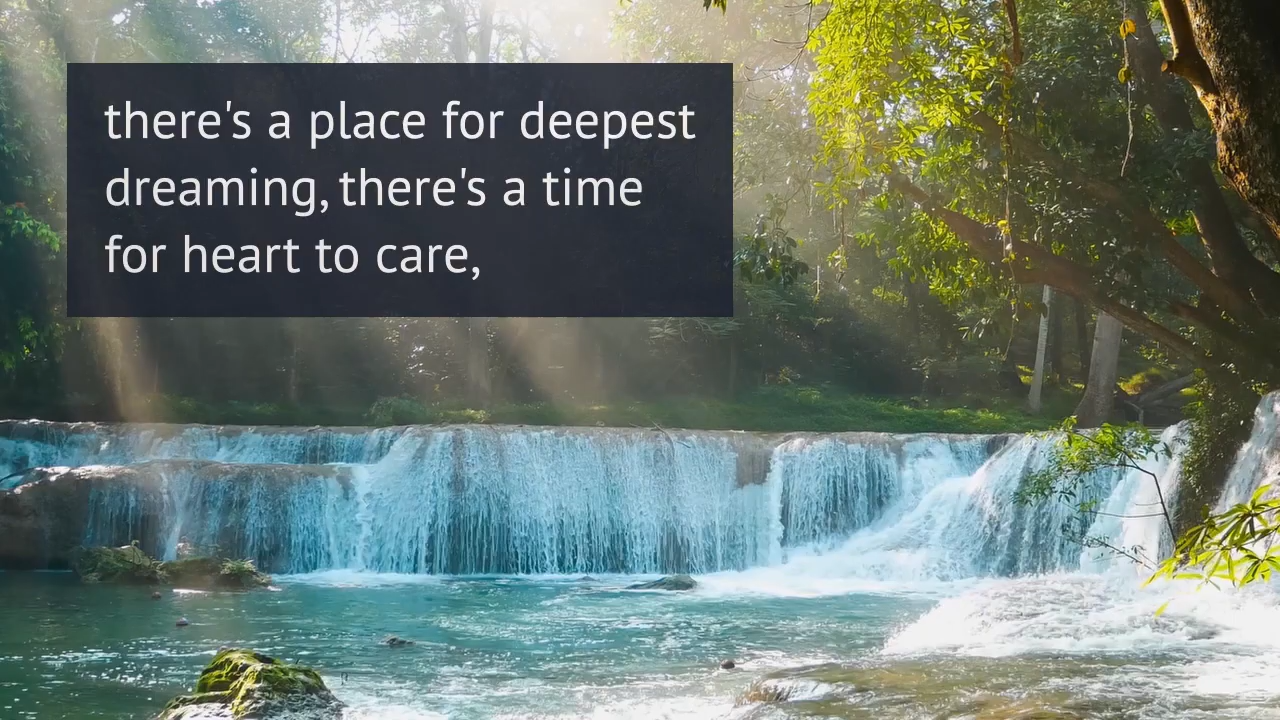 there's a place for deepest
dreaming, there's a time
for heart to care,